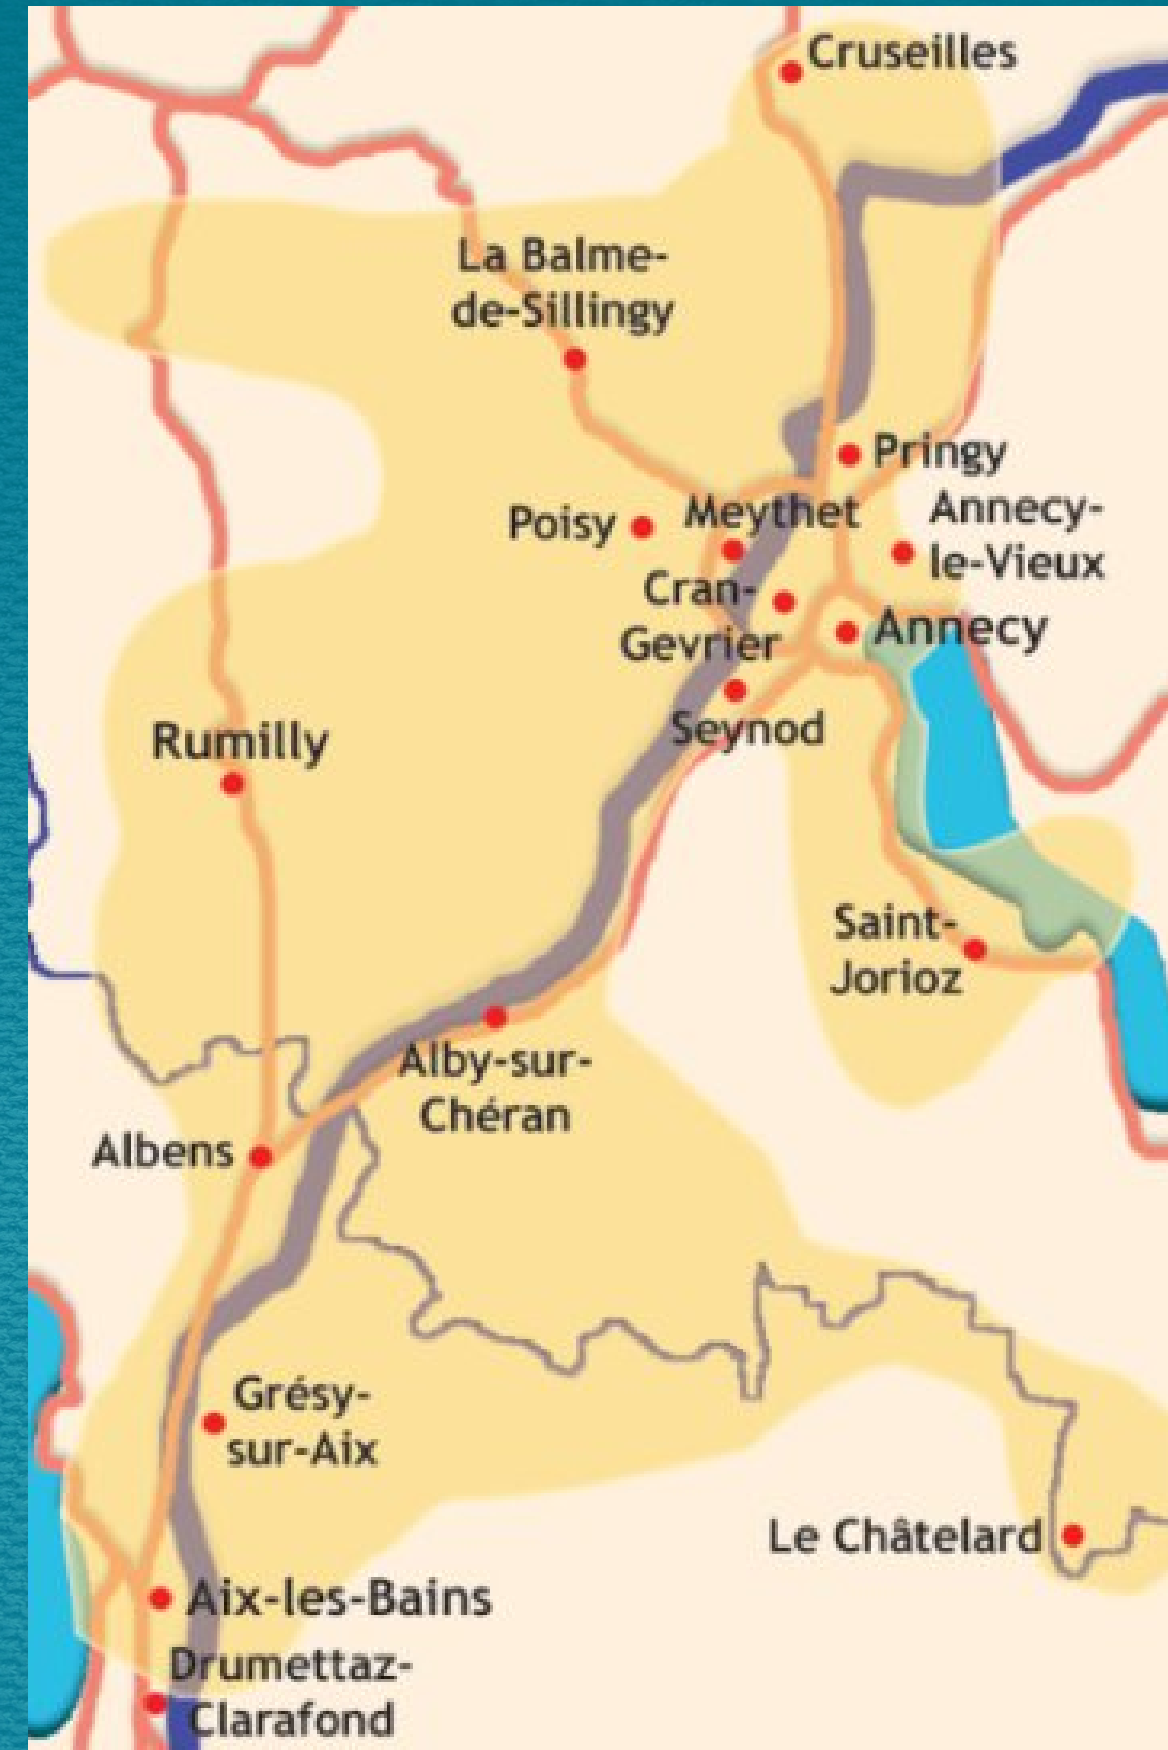 Cruseilles
La Balme-
de-Sillingy
Pringy
Poisy
Meythet
Annecy-
le-Vieux
Cran-
Gevrier
Annecy
Seynod
Rumilly
Saint-
Jorioz
Alby-sur-
Chéran
Albens
Grésy-
sur-Aix
Le Châtelard
Aix-les-Bains
Drumettaz-
Clarafond